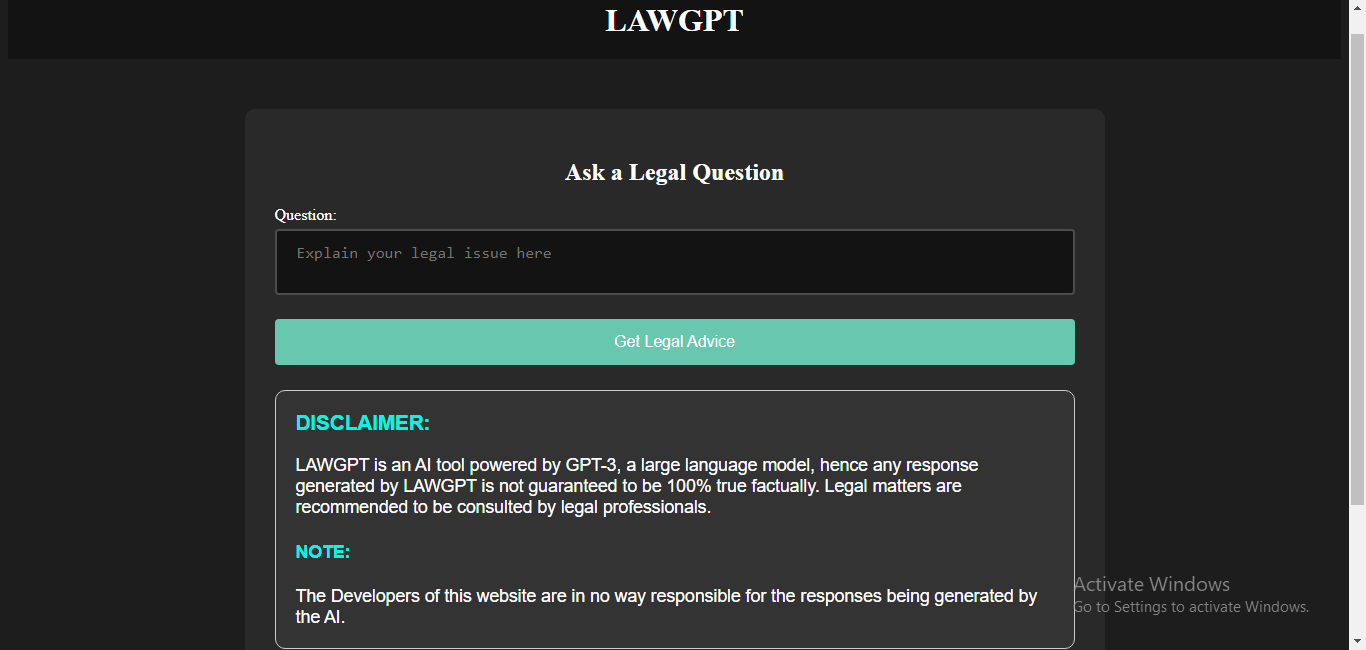 LAWGPT
Ask a Legal Question
Question:
Explain your legal issue here
Get Legal Advice
DISCLAIMER:
LAWGPT is an AI tool powered by GPT-3, a large language model, hence any response
generated by LAWGPT is not guaranteed to be 100% true factually. Legal matters are
recommended to be consulted by legal professionals.
NOTE:
The Developers of this website are in no way responsible for the responses being generated by
the AI.
Activate Windows
Go to Settings to activate Windows.